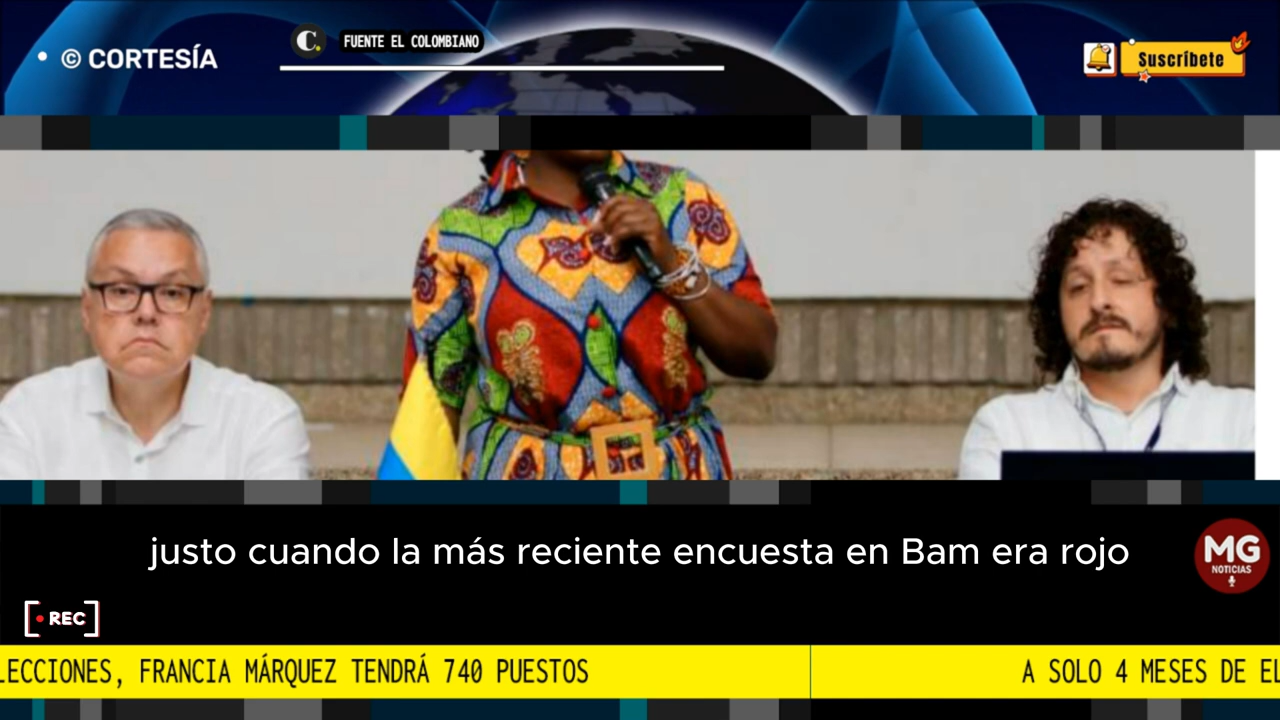 © CORTESÍA
C.
FUENTE EL COLOMBIANO
Suscríbete
justo cuando la más reciente encuesta en Bam era rojo
MG
NOTICIAS
REC
LECCIONES, FRANCIA MÁRQUEZ TENDRÁ 740 PUESTOS
A SOLO 4 MESES DE EL